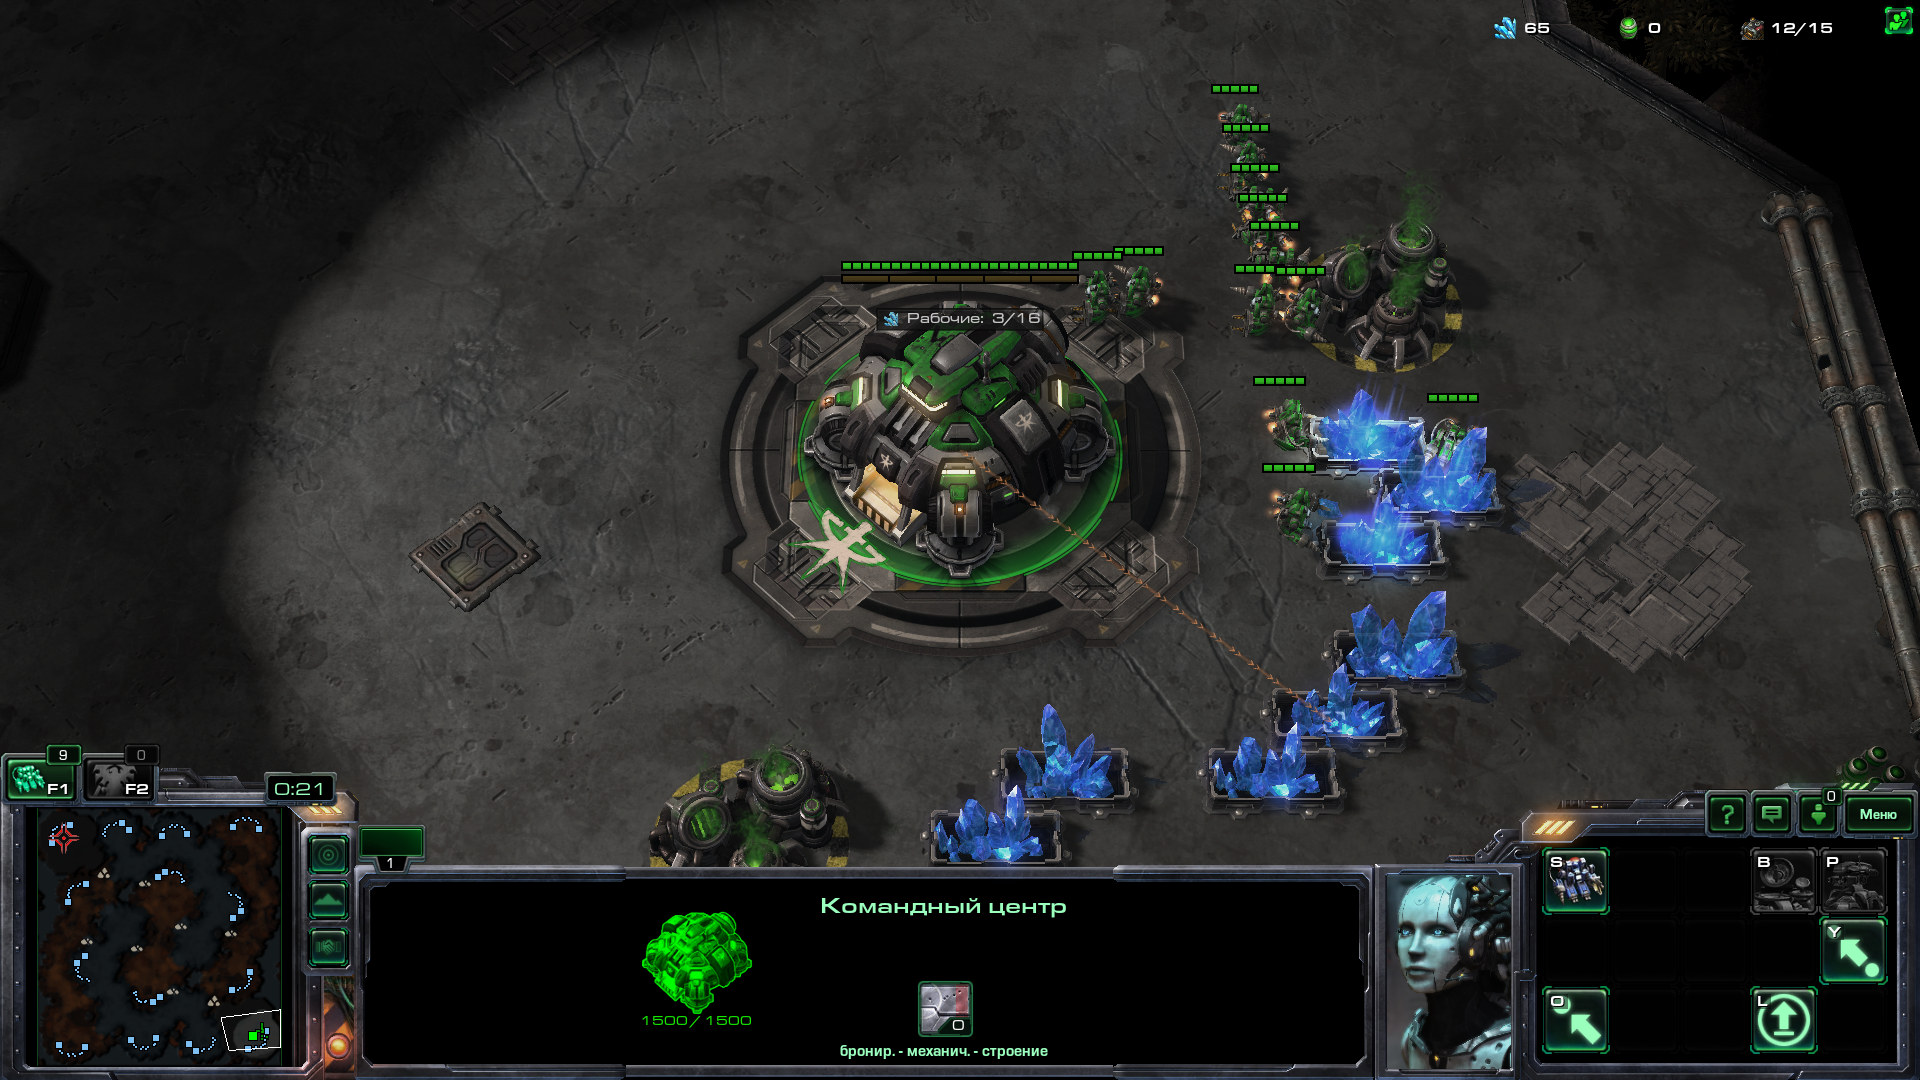 65
0
12/15
Рабочие: 3/16
9
0
F1
F2
0:21
1
0
?
Меню
Командный центр
1500/1500
0
бронир. - механич. - строение
S
B
P
Y
O
L